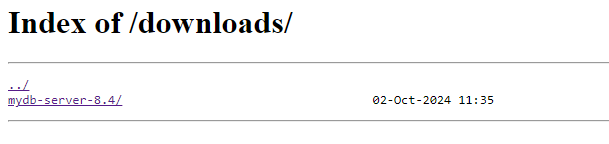 Index of /downloads/
../
mydb-server-8.4/ 02-Oct-2024 11:35